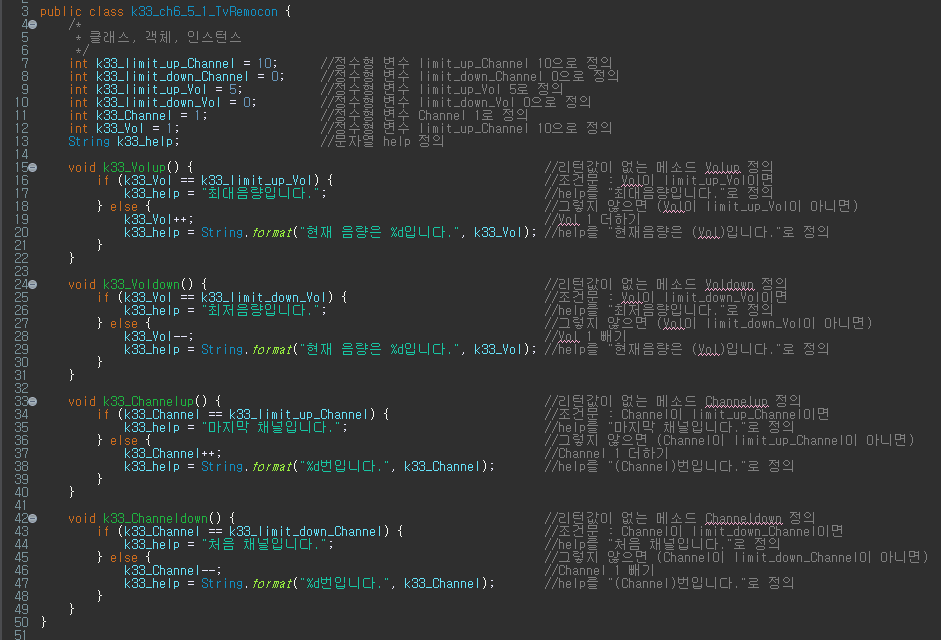 3 public class k33_ch6_5_1_TvRemocon {
4 /*
5 * 클래스, 객체, 인스턴스
6 */
7 int k33_limit_up_Channel = 10; //정수형 변수 limit_up_Channel 10으로 정의
8 int k33_limit_down_Channel = 0; //정수형 변수 limit_down_Channel 0으로 정의
9 int k33_limit_up_Vol = 5; //정수형 변수 limit_up_Vol 5로 정의
10 int k33_limit_down_Vol = 0; //정수형 변수 limit_down_Vol 0으로 정의
11 int k33_Channel = 1; //정수형 변수 Channel 1로 정의
12 int k33_Vol = 1; //정수형 변수 limit_up_Channel 10으로 정의
13 String k33_help; //문자열 help 정의
14
15 void k33_Volup() { //리턴값이 없는 메소드 Volup 정의
16 if (k33_Vol == k33_limit_up_Vol) { //조건문 : Vol이 limit_up_Vol이면
17 k33_help = "최대음량입니다."; //help를 "최대음량입니다."로 정의
18 } else { //그렇지 않으면 (Vol이 limit_up_Vol이 아니면)
19 k33_Vol++; //Vol 1 더하기
20 k33_help = String.format("현재 음량은 %d입니다.", k33_Vol); //help를 "현재음량은 (Vol)입니다."로 정의
21 }
22 }
23
24 void k33_Voldown() { //리턴값이 없는 메소드 Voldown 정의
25 if (k33_Vol == k33_limit_down_Vol) { //조건문 : Vol이 limit_down_Vol이면
26 k33_help = "최저음량입니다."; //help를 "최저음량입니다."로 정의
27 } else { //그렇지 않으면 (Vol이 limit_down_Vol이 아니면)
28 k33_Vol--; //Vol 1 빼기
29 k33_help = String.format("현재 음량은 %d입니다.", k33_Vol); //help를 "현재음량은 (Vol)입니다."로 정의
30 }
31 }
32
33 void k33_Channelup() { //리턴값이 없는 메소드 Channelup 정의
34 if (k33_Channel == k33_limit_up_Channel) { //조건문 : Channel이 limit_up_Channel이면
35 k33_help = "마지막 채널입니다."; //help를 "마지막 채널입니다."로 정의
36 } else { //그렇지 않으면 (Channel이 limit_up_Channel이 아니면)
37 k33_Channel++; //Channel 1 더하기
38 k33_help = String.format("%d번입니다.", k33_Channel); //help를 "(Channel)번입니다."로 정의
39 }
40 }
41
42 void k33_Channeldown() { //리턴값이 없는 메소드 Channeldown 정의
43 if (k33_Channel == k33_limit_down_Channel) { //조건문 : Channel이 limit_down_Channel이면
44 k33_help = "처음 채널입니다."; //help를 "처음 채널입니다."로 정의
45 } else { //그렇지 않으면 (Channel이 limit_down_Channel이 아니면)
46 k33_Channel--; //Channel 1 빼기
47 k33_help = String.format("%d번입니다.", k33_Channel); //help를 "(Channel)번입니다."로 정의
48 }
49 }
50 }
51